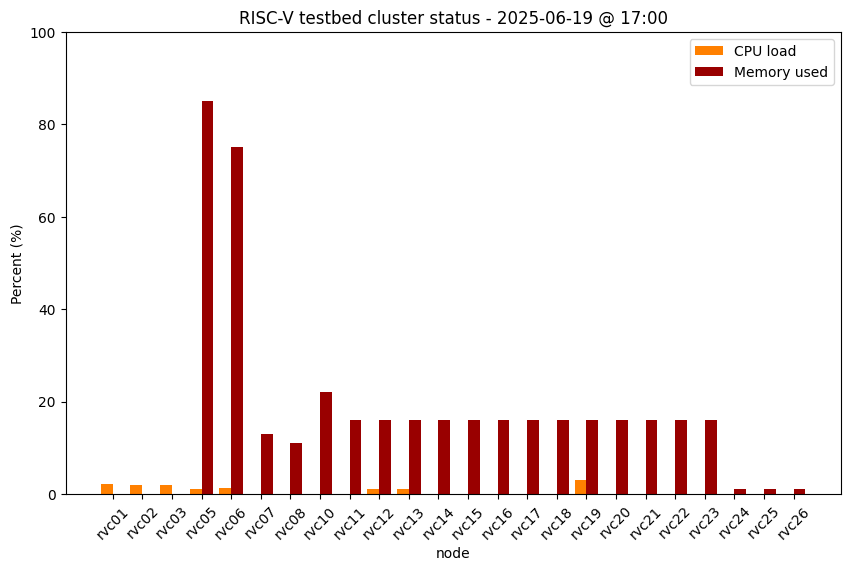 RISC-V testbed cluster status - 2025-06-19 @ 17:00
CPU load
Memory used
Percent (%)
100
80
60
40
20
0
rvc01 rvc02 rvc03 rvc05 rvc06 rvc07 rvc08 rvc10 rvc11 rvc12 rvc13 rvc14 rvc15 rvc16 rvc17 rvc18 rvc19 rvc20 rvc21 rvc22 rvc23 rvc24 rvc25 rvc26
node